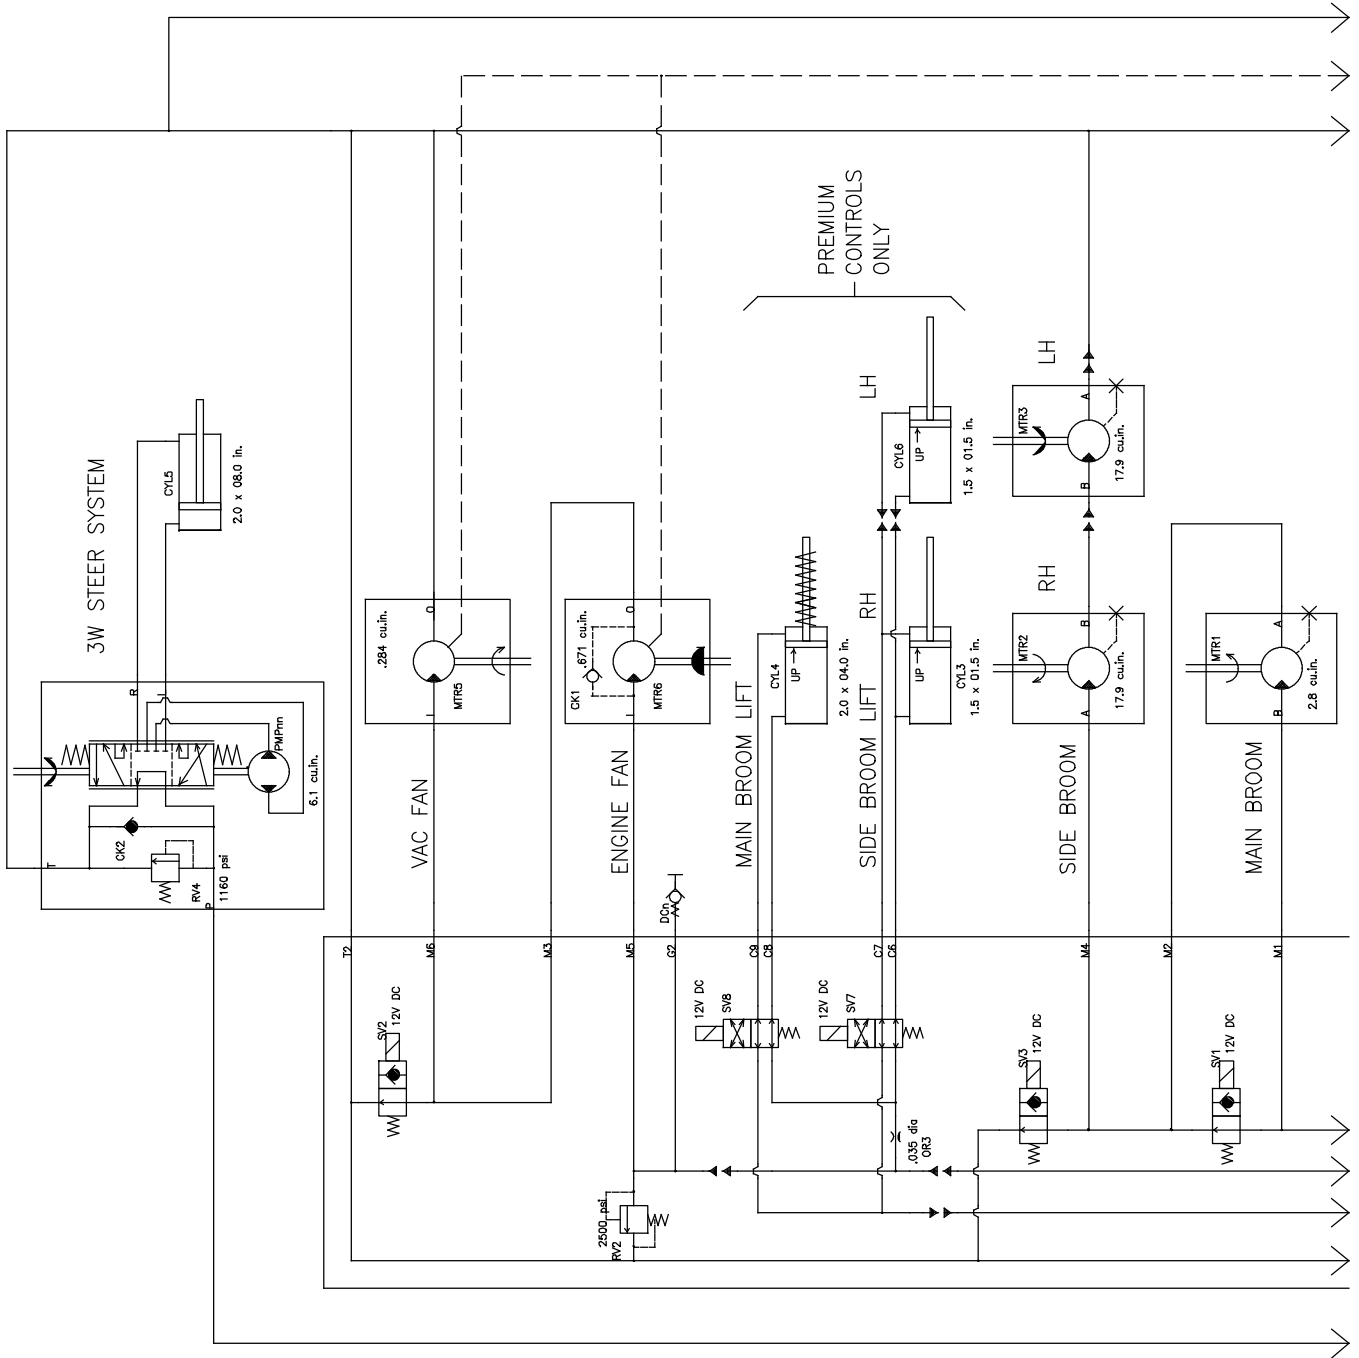 3W STEER SYSTEM
CYL5
2.0 x 08.0 in.
R
L
PMPnn
6.1 cu.in.
T
CK2
RV4
1160 psi
P
VAC FAN
.284 cu.in.
O
I
MTR5
ENGINE FAN
CK1
.671 cu.in.
O
I
MTR6
PREMIUM
CONTROLS
ONLY
MAIN BROOM LIFT
CYL4
UP
2.0 x 04.0 in.
SIDE BROOM LIFT
RH
LH
CYL6
UP
1.5 x 01.5 in.
UP
CYL3
1.5 x 01.5 in.
SIDE BROOM
RH
LH
MTR2
B
A
17.9 cu.in.
MTR3
A
B
17.9 cu.in.
MAIN BROOM
MTR1
A
B
2.8 cu.in.
T2
M6
M3
M5
G2
DCn
C9
C8
C7
C6
M4
M2
M1
SV2
12V DC
12V DC
SV8
12V DC
SV7
SV3
12V DC
SV1
12V DC
.035 dia
OR3
2500 psi
RV2